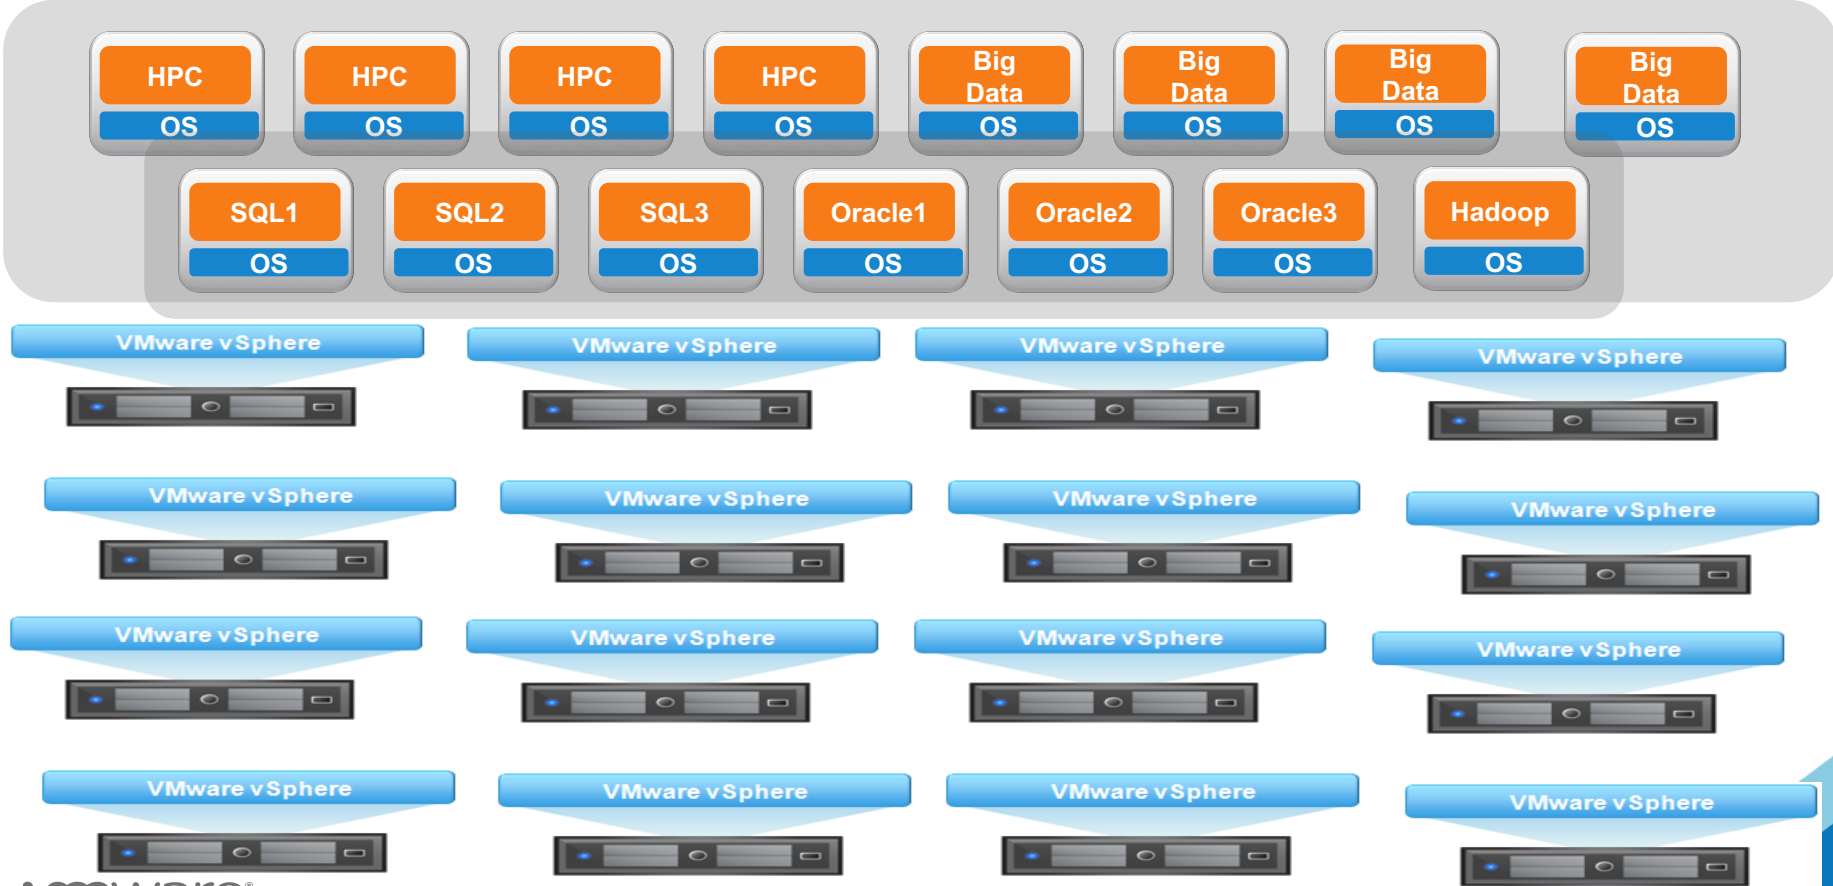 HPC HPC HPC HPC Big Data Big Data Big Data Big Data
OS OS OS OS OS OS OS OS
SQL1 SQL2 SQL3 Oracle1 Oracle2 Oracle3 Hadoop
OS OS OS OS OS OS OS
VMware vSphere VMware vSphere VMware vSphere VMware vSphere
VMware vSphere VMware vSphere VMware vSphere VMware vSphere
VMware vSphere VMware vSphere VMware vSphere VMware vSphere
VMware vSphere VMware vSphere VMware vSphere VMware vSphere